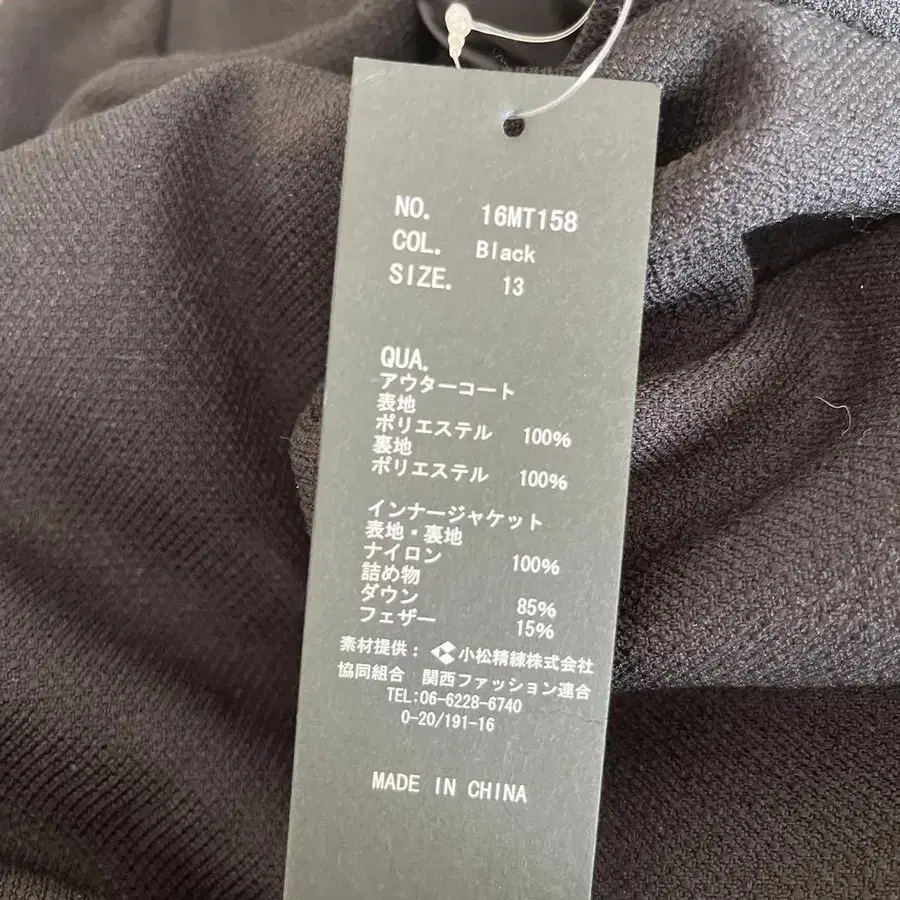 NO. 16MT158
COL. Black
SIZE. 13
QUA.
アウターコート
表地
ポリエステル 100%
裏地
ポリエステル 100%
インナージャケット
表地・裏地
ナイロン 100%
詰め物
ダウン 85%
フェザー 15%
素材提供：小松精練株式会社
協同組合 関西ファッション連合
TEL:06-6228-6740
0-20/191-16
MADE IN CHINA